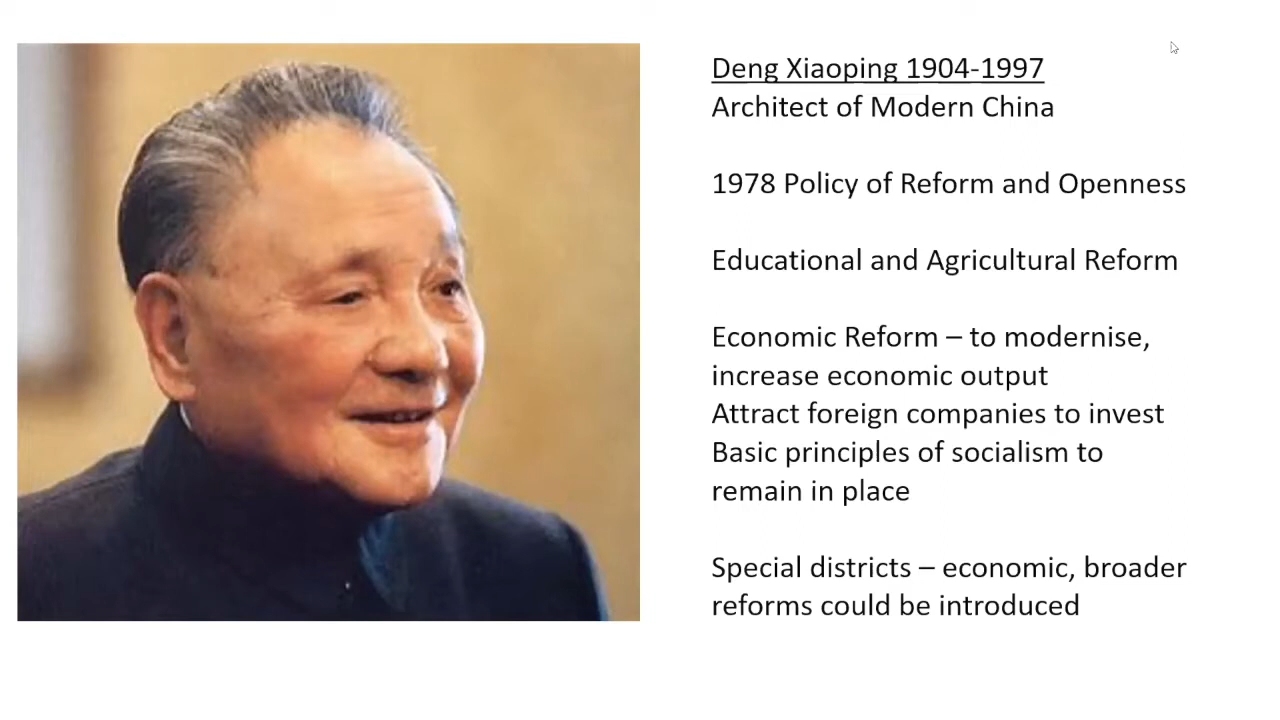 Deng Xiaoping 1904-1997
Architect of Modern China
1978 Policy of Reform and Openness
Educational and Agricultural Reform
Economic Reform – to modernise,
increase economic output
Attract foreign companies to invest
Basic principles of socialism to
remain in place
Special districts – economic, broader
reforms could be introduced